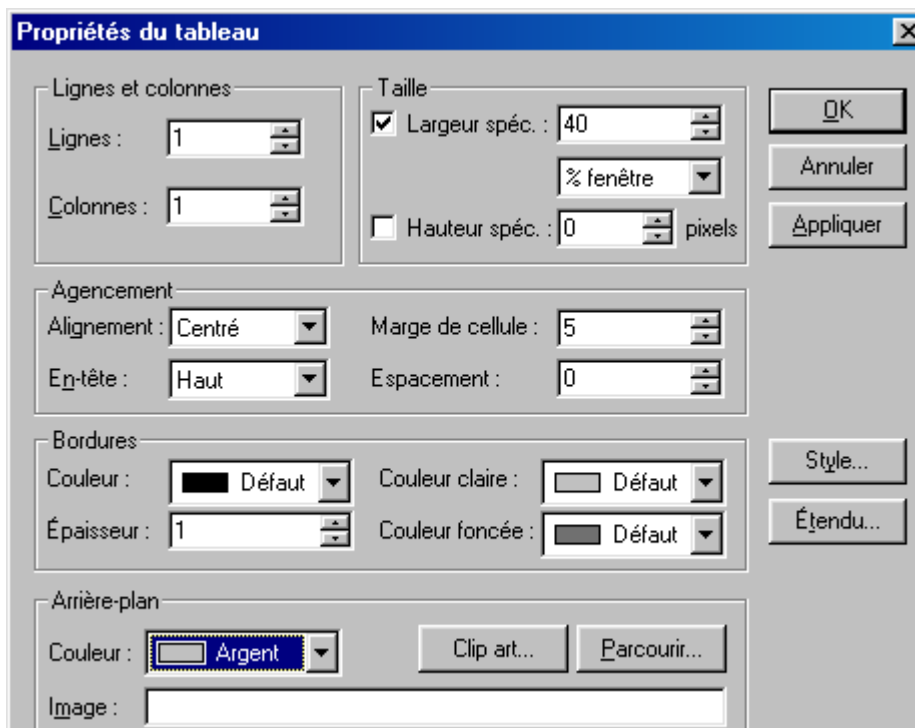 Propriétés du tableau
Lignes et colonnes
Lignes : 1
Colonnes : 1
Taille
Largeur spéc. : 40
% fenêtre
Hauteur spéc. : 0 pixels
OK
Annuler
Appliquer
Agencement
Alignement : Centré
Marge de cellule : 5
En-tête : Haut
Espacement : 0
Bordures
Couleur : Défaut
Couleur claire : Défaut
Épaisseur : 1
Couleur foncée : Défaut
Style...
Étendu...
Arrière-plan
Couleur : Argent
Clip art...
Parcourir...
Image :